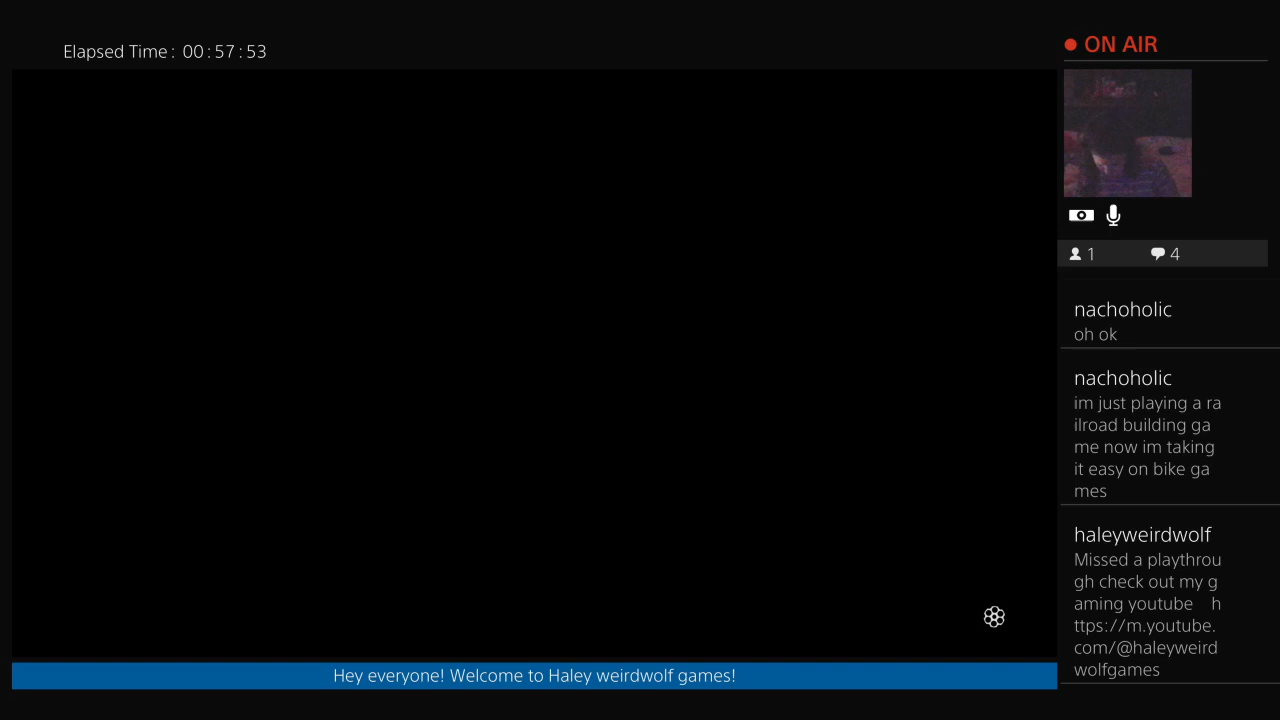 Elapsed Time: 00:57:53
ON AIR
1
4
nachoholic
oh ok
nachoholic
im just playing a ra
ilroad building ga
me now im taking
it easy on bike ga
mes
haleyweirdwolf
Missed a playthrou
gh check out my g
aming youtube h
ttps://m.youtube.
com/@haleyweird
wolfgames
Hey everyone! Welcome to Haley weirdwolf games!